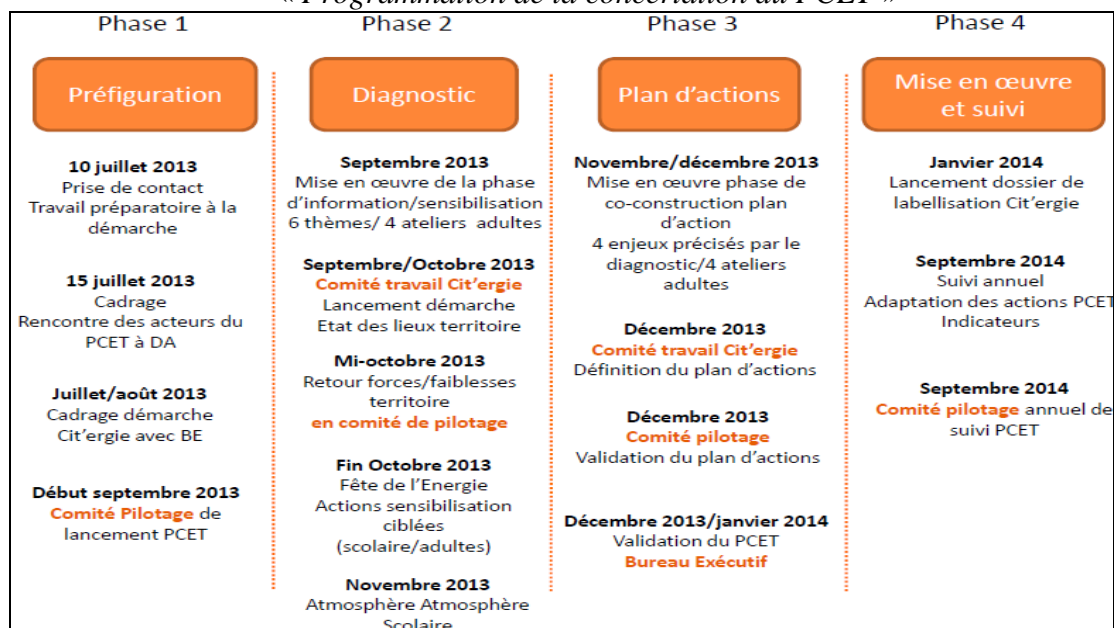 « Programmation de la concertation du PCET »
Phase 1
Préfiguration
10 juillet 2013
Prise de contact
Travail préparatoire à la
démarche
15 juillet 2013
Cadrage
Rencontre des acteurs du
PCET à DA
Juillet/août 2013
Cadrage démarche
Cit'ergie avec BE
Début septembre 2013
Comité Pilotage de
lancement PCET
Phase 2
Diagnostic
Septembre 2013
Mise en œuvre de la phase
d'information/sensibilisation
6 thèmes/ 4 ateliers adultes
Septembre/Octobre 2013
Comité travail Cit'ergie
Lancement démarche
Etat des lieux territoire
Mi-octobre 2013
Retour forces/faiblesses
territoire
en comité de pilotage
Fin Octobre 2013
Fête de l'Energie
Actions sensibilisation
ciblées
(scolaire/adultes)
Novembre 2013
Atmosphère Atmosphère
Scolaire
Phase 3
Plan d'actions
Novembre/décembre 2013
Mise en œuvre phase de
co-construction plan
d'action
4 enjeux précisés par le
diagnostic/4 ateliers
adultes
Décembre 2013
Comité travail Cit'ergie
Définition du plan d'actions
Décembre 2013
Comité pilotage
Validation du plan d'actions
Décembre 2013/janvier 2014
Validation du PCET
Bureau Exécutif
Phase 4
Mise en œuvre
et suivi
Janvier 2014
Lancement dossier de
labellisation Cit'ergie
Septembre 2014
Suivi annuel
Adaptation des actions PCET
Indicateurs
Septembre 2014
Comité pilotage annuel de
suivi PCET